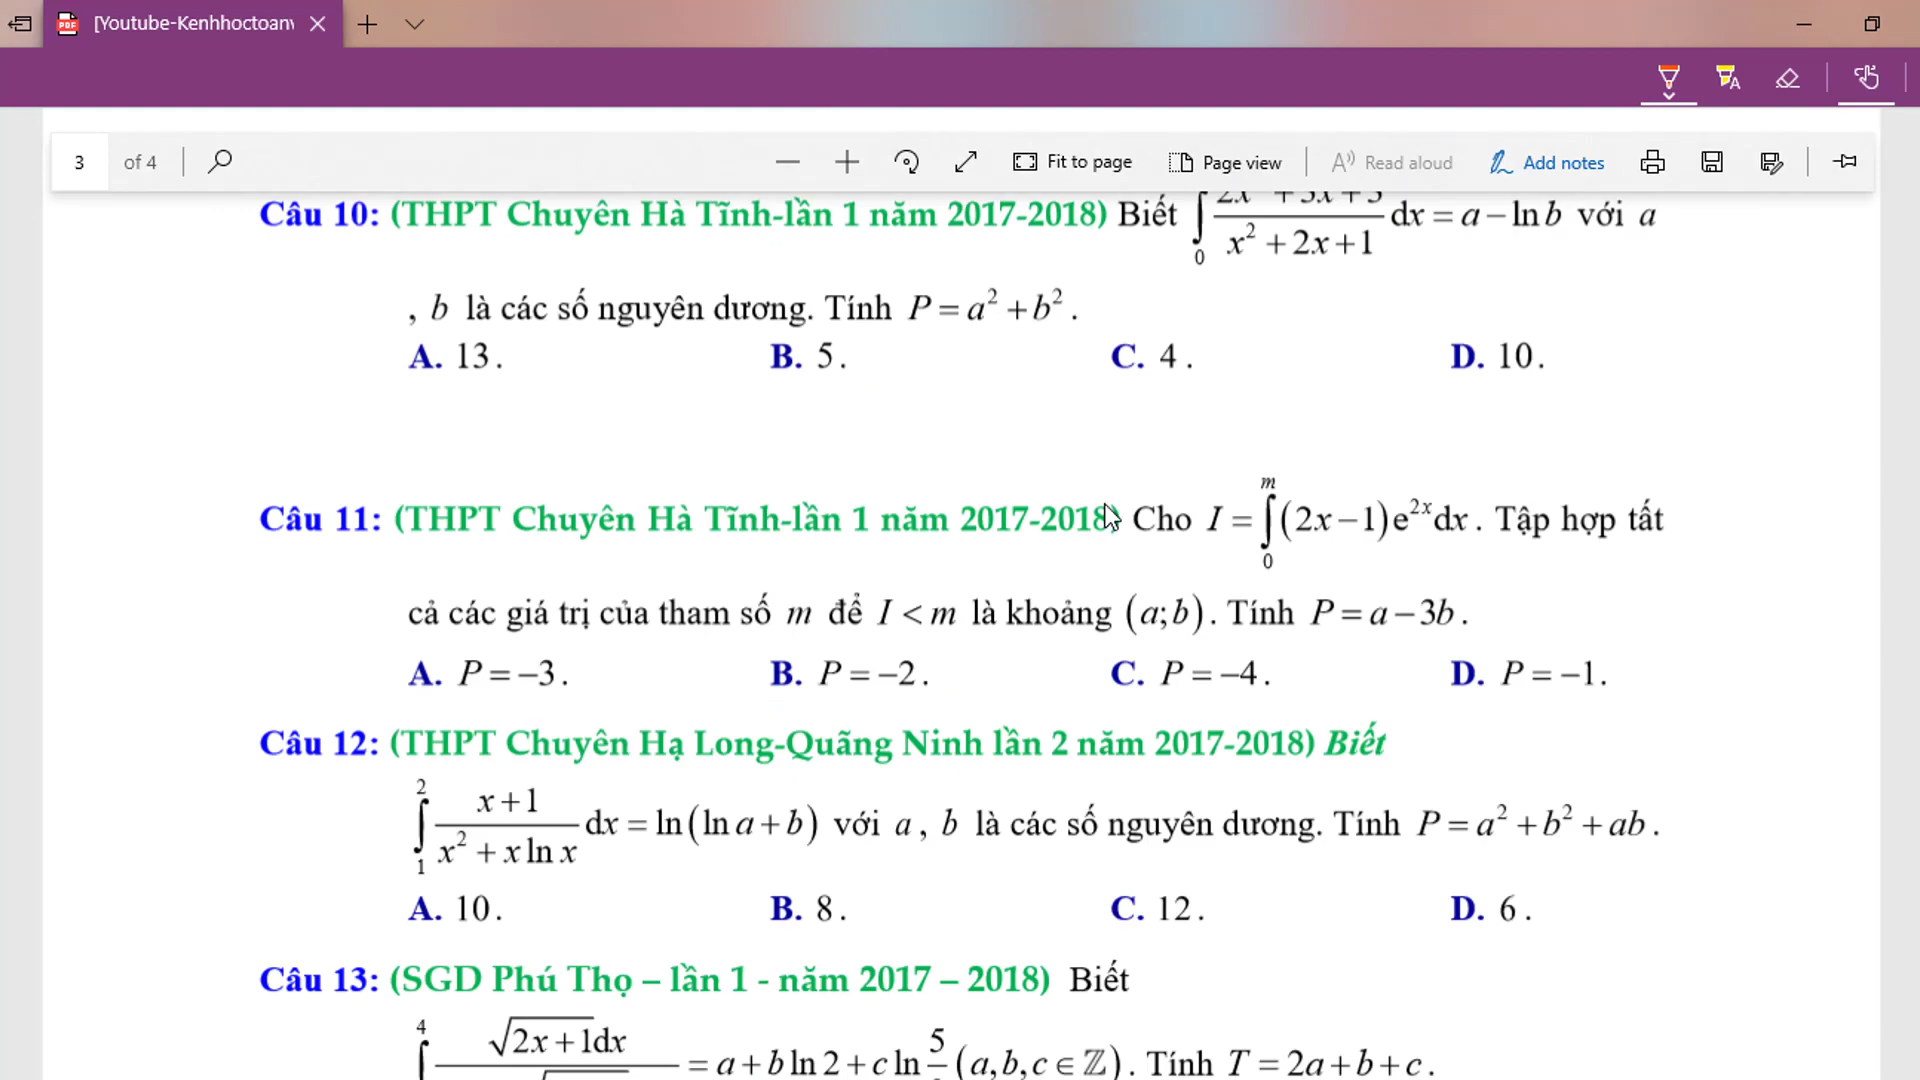 [Youtube-Kenhhoctoan
3 of 4 Fit to page Page view Read aloud Add notes
Câu 10: (THPT Chuyên Hà Tĩnh-lần 1 năm 2017-2018) Biết ∫₀ (2x + 3x + 3)/(x² + 2x + 1) dx = a − ln b với a
, b là các số nguyên dương. Tính P = a² + b² .
A. 13 . B. 5 . C. 4 . D. 10 .
Câu 11: (THPT Chuyên Hà Tĩnh-lần 1 năm 2017-2018) Cho I = ∫₀ᵐ (2x − 1)e²ˣdx . Tập hợp tất
cả các giá trị của tham số m để I < m là khoảng (a;b) . Tính P = a − 3b .
A. P = −3 . B. P = −2 . C. P = −4 . D. P = −1 .
Câu 12: (THPT Chuyên Hạ Long-Quãng Ninh lần 2 năm 2017-2018) Biết
∫₁² (x + 1)/(x² + x ln x) dx = ln(ln a + b) với a , b là các số nguyên dương. Tính P = a² + b² + ab .
A. 10 . B. 8 . C. 12 . D. 6 .
Câu 13: (SGD Phú Thọ – lần 1 - năm 2017 – 2018) Biết
∫⁴ √(2x + 1)dx = a + b ln 2 + c ln 5 (a, b, c ∈ ℤ) . Tính T = 2a + b + c .